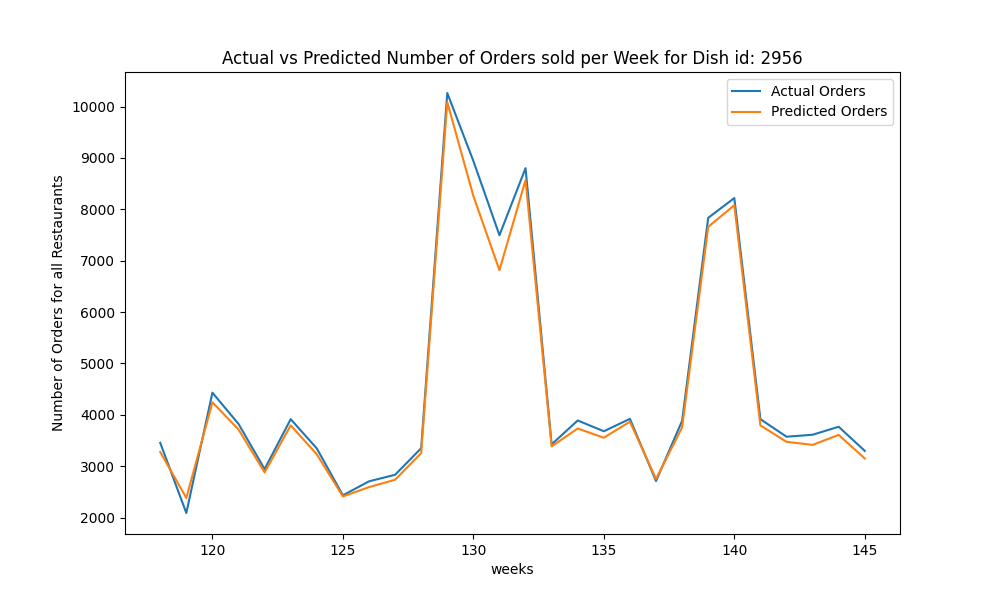 Actual vs Predicted Number of Orders sold per Week for Dish id: 2956
Actual Orders
Predicted Orders
Number of Orders for all Restaurants
10000
9000
8000
7000
6000
5000
4000
3000
2000
120 125 130 135 140 145
weeks